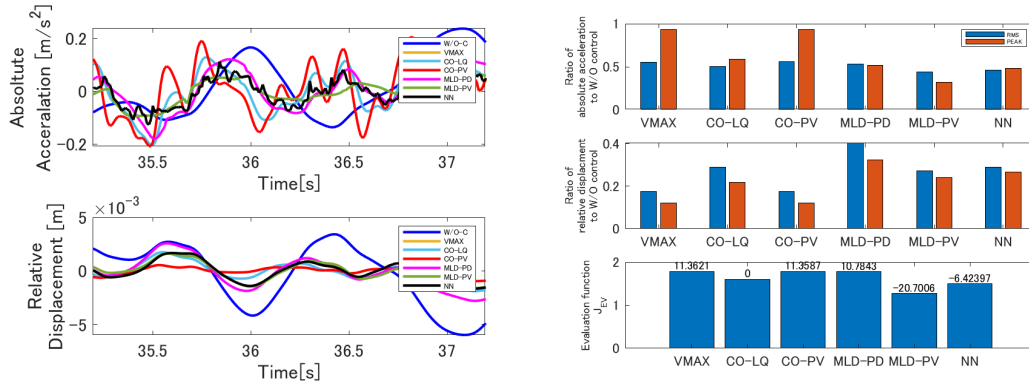 Absoltute
Accerralation [m/s²]
0.2
0
-0.2
35.5
36
36.5
37
Time[s]
W/O-C
VMAX
CO-LQ
CO-PV
MLD-PD
MLD-PV
NN
×10⁻³
Relative
Displacement [m]
5
0
-5
35.5
36
36.5
37
Time[s]
W/O-C
VMAX
CO-LQ
CO-PV
MLD-PD
MLD-PV
NN
Ratio of
absolute acceleration
to W/O control
1
0.5
0
RMS
PEAK
VMAX
CO-LQ
CO-PV
MLD-PD
MLD-PV
NN
Ratio of
relative displacment
to W/O control
0.4
0.2
0
VMAX
CO-LQ
CO-PV
MLD-PD
MLD-PV
NN
Evaluation function
J_EV
2
1
0
11.3621
0
11.3587
10.7843
-20.7006
-6.42397
VMAX
CO-LQ
CO-PV
MLD-PD
MLD-PV
NN